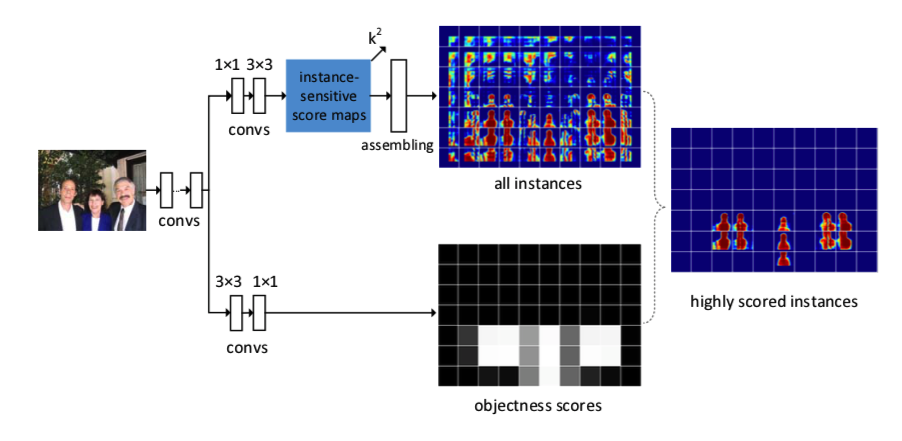 k²
1×1 3×3
instance-
sensitive
score maps
convs
assembling
all instances
convs
highly scored instances
3×3 1×1
convs
objectness scores